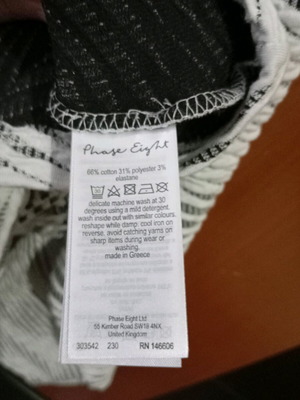 Phase Eight
66% cotton 31% polyester 3%
elastane
delicate machine wash at 30
degrees using a mild detergent.
wash inside out with similar colours.
reshape while damp. cool iron on
reverse. avoid catching yarns on
sharp items during wear or
washing.
made in Greece
Phase Eight Ltd
55 Kimber Road SW18 4NX
United Kingdom
303542 230 RN 146606